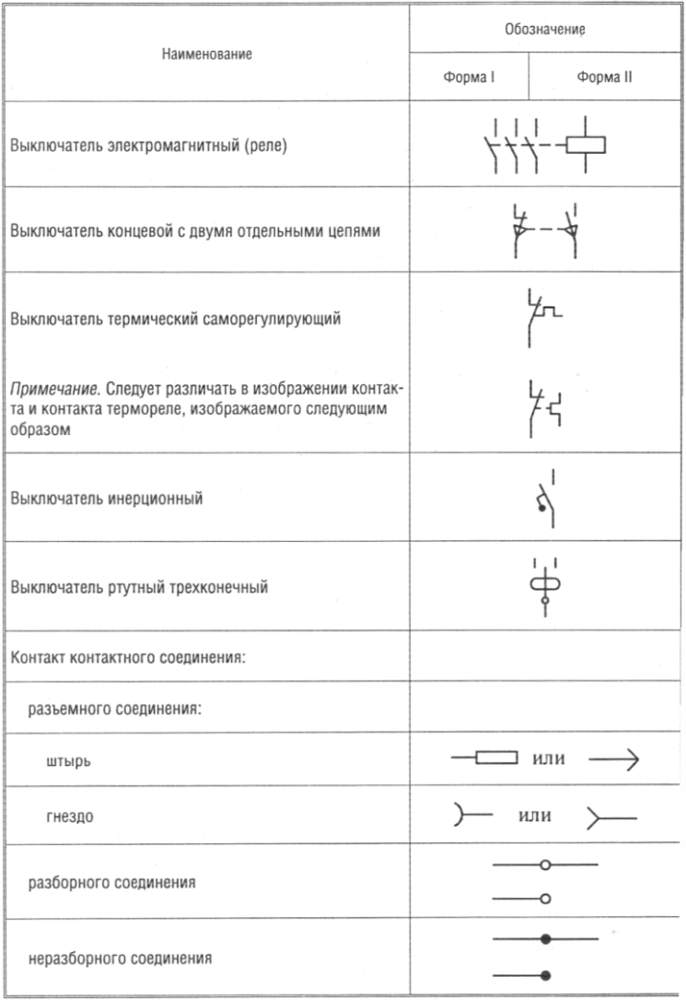 Наименование
Обозначение
Форма I
Форма II
Выключатель электромагнитный (реле)
Выключатель концевой с двумя отдельными цепями
Выключатель термический саморегулирующий
Примечание. Следует различать в изображении контак-
та и контакта термореле, изображаемого следующим
образом
Выключатель инерционный
Выключатель ртутный трехконечный
Контакт контактного соединения:
разъемного соединения:
штырь
или
гнездо
или
разборного соединения
неразборного соединения